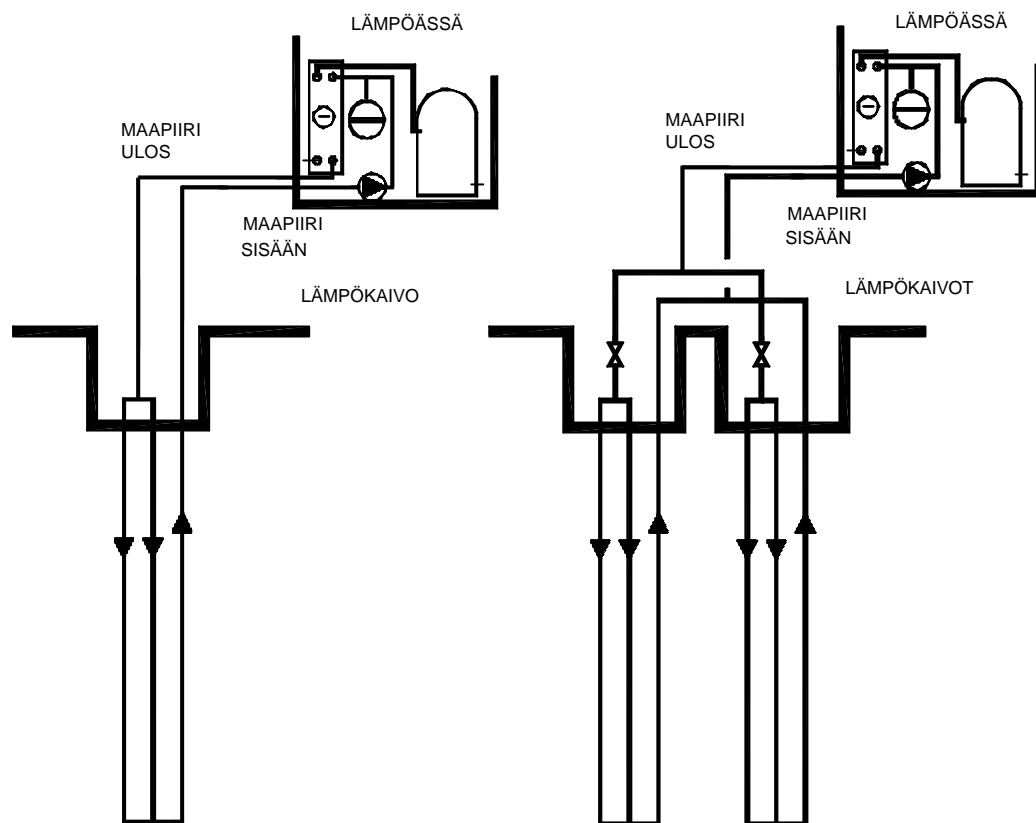 LÄMPÖÄSSÄ
MAAPIIRI
ULOS
MAAPIIRI
SISÄÄN
LÄMPÖKAIVO
LÄMPÖÄSSÄ
MAAPIIRI
ULOS
MAAPIIRI
SISÄÄN
LÄMPÖKAIVOT